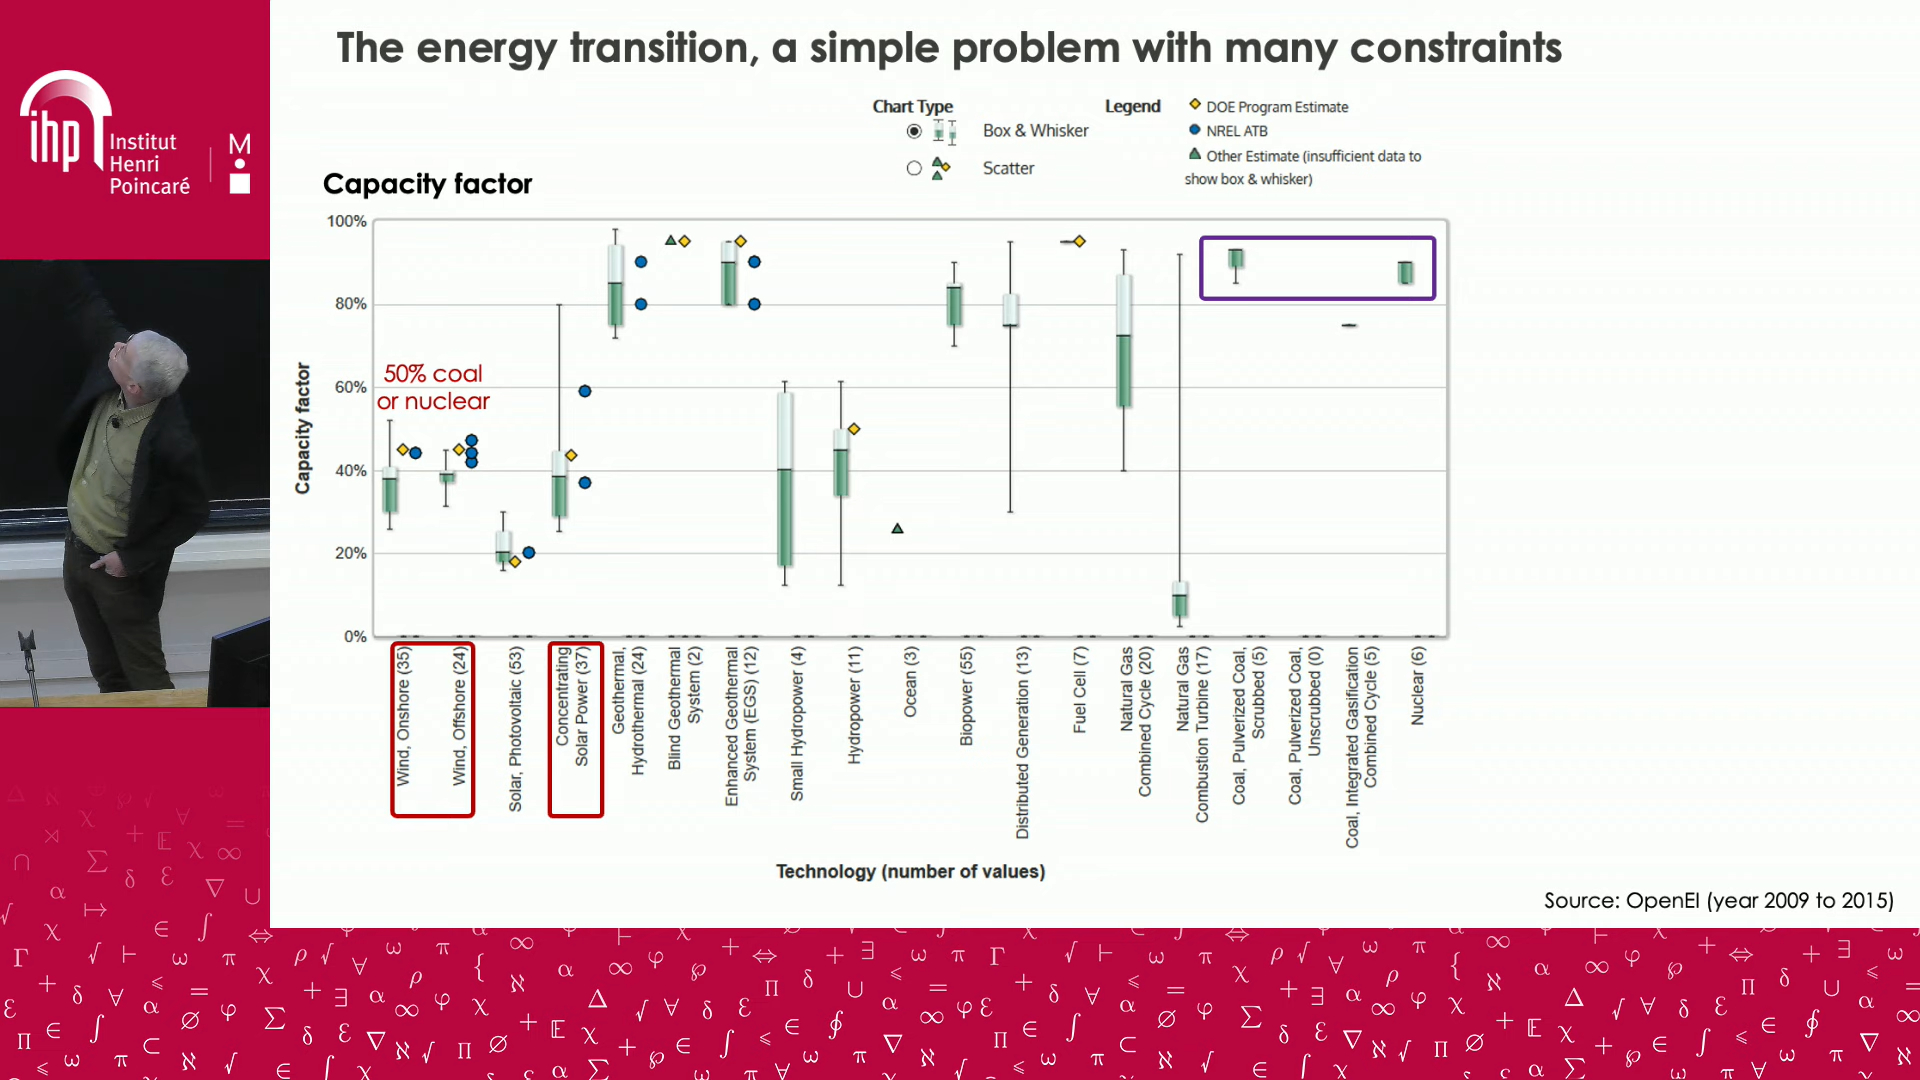 The energy transition, a simple problem with many constraints
ihp
Institut
Henri
Poincaré
M
Chart Type
Box & Whisker
Scatter
Legend
DOE Program Estimate
NREL ATB
Other Estimate (insufficient data to
show box & whisker)
Capacity factor
100%
80%
60%
40%
20%
0%
Capacity factor
50% coal
or nuclear
Wind, Onshore (35)
Wind, Offshore (24)
Solar, Photovoltaic (53)
Concentrating
Solar Power (37)
Geothermal,
Hydrothermal (24)
Blind Geothermal
System (2)
Enhanced Geothermal
System (EGS) (12)
Small Hydropower (4)
Hydropower (11)
Ocean (3)
Biopower (55)
Distributed Generation (13)
Fuel Cell (7)
Natural Gas
Combined Cycle (20)
Natural Gas
Combustion Turbine (17)
Coal, Pulverized Coal,
Scrubbed (5)
Coal, Pulverized Coal,
Unscrubbed (0)
Coal, Integrated Gasification
Combined Cycle (5)
Nuclear (6)
Technology (number of values)
Source: OpenEI (year 2009 to 2015)